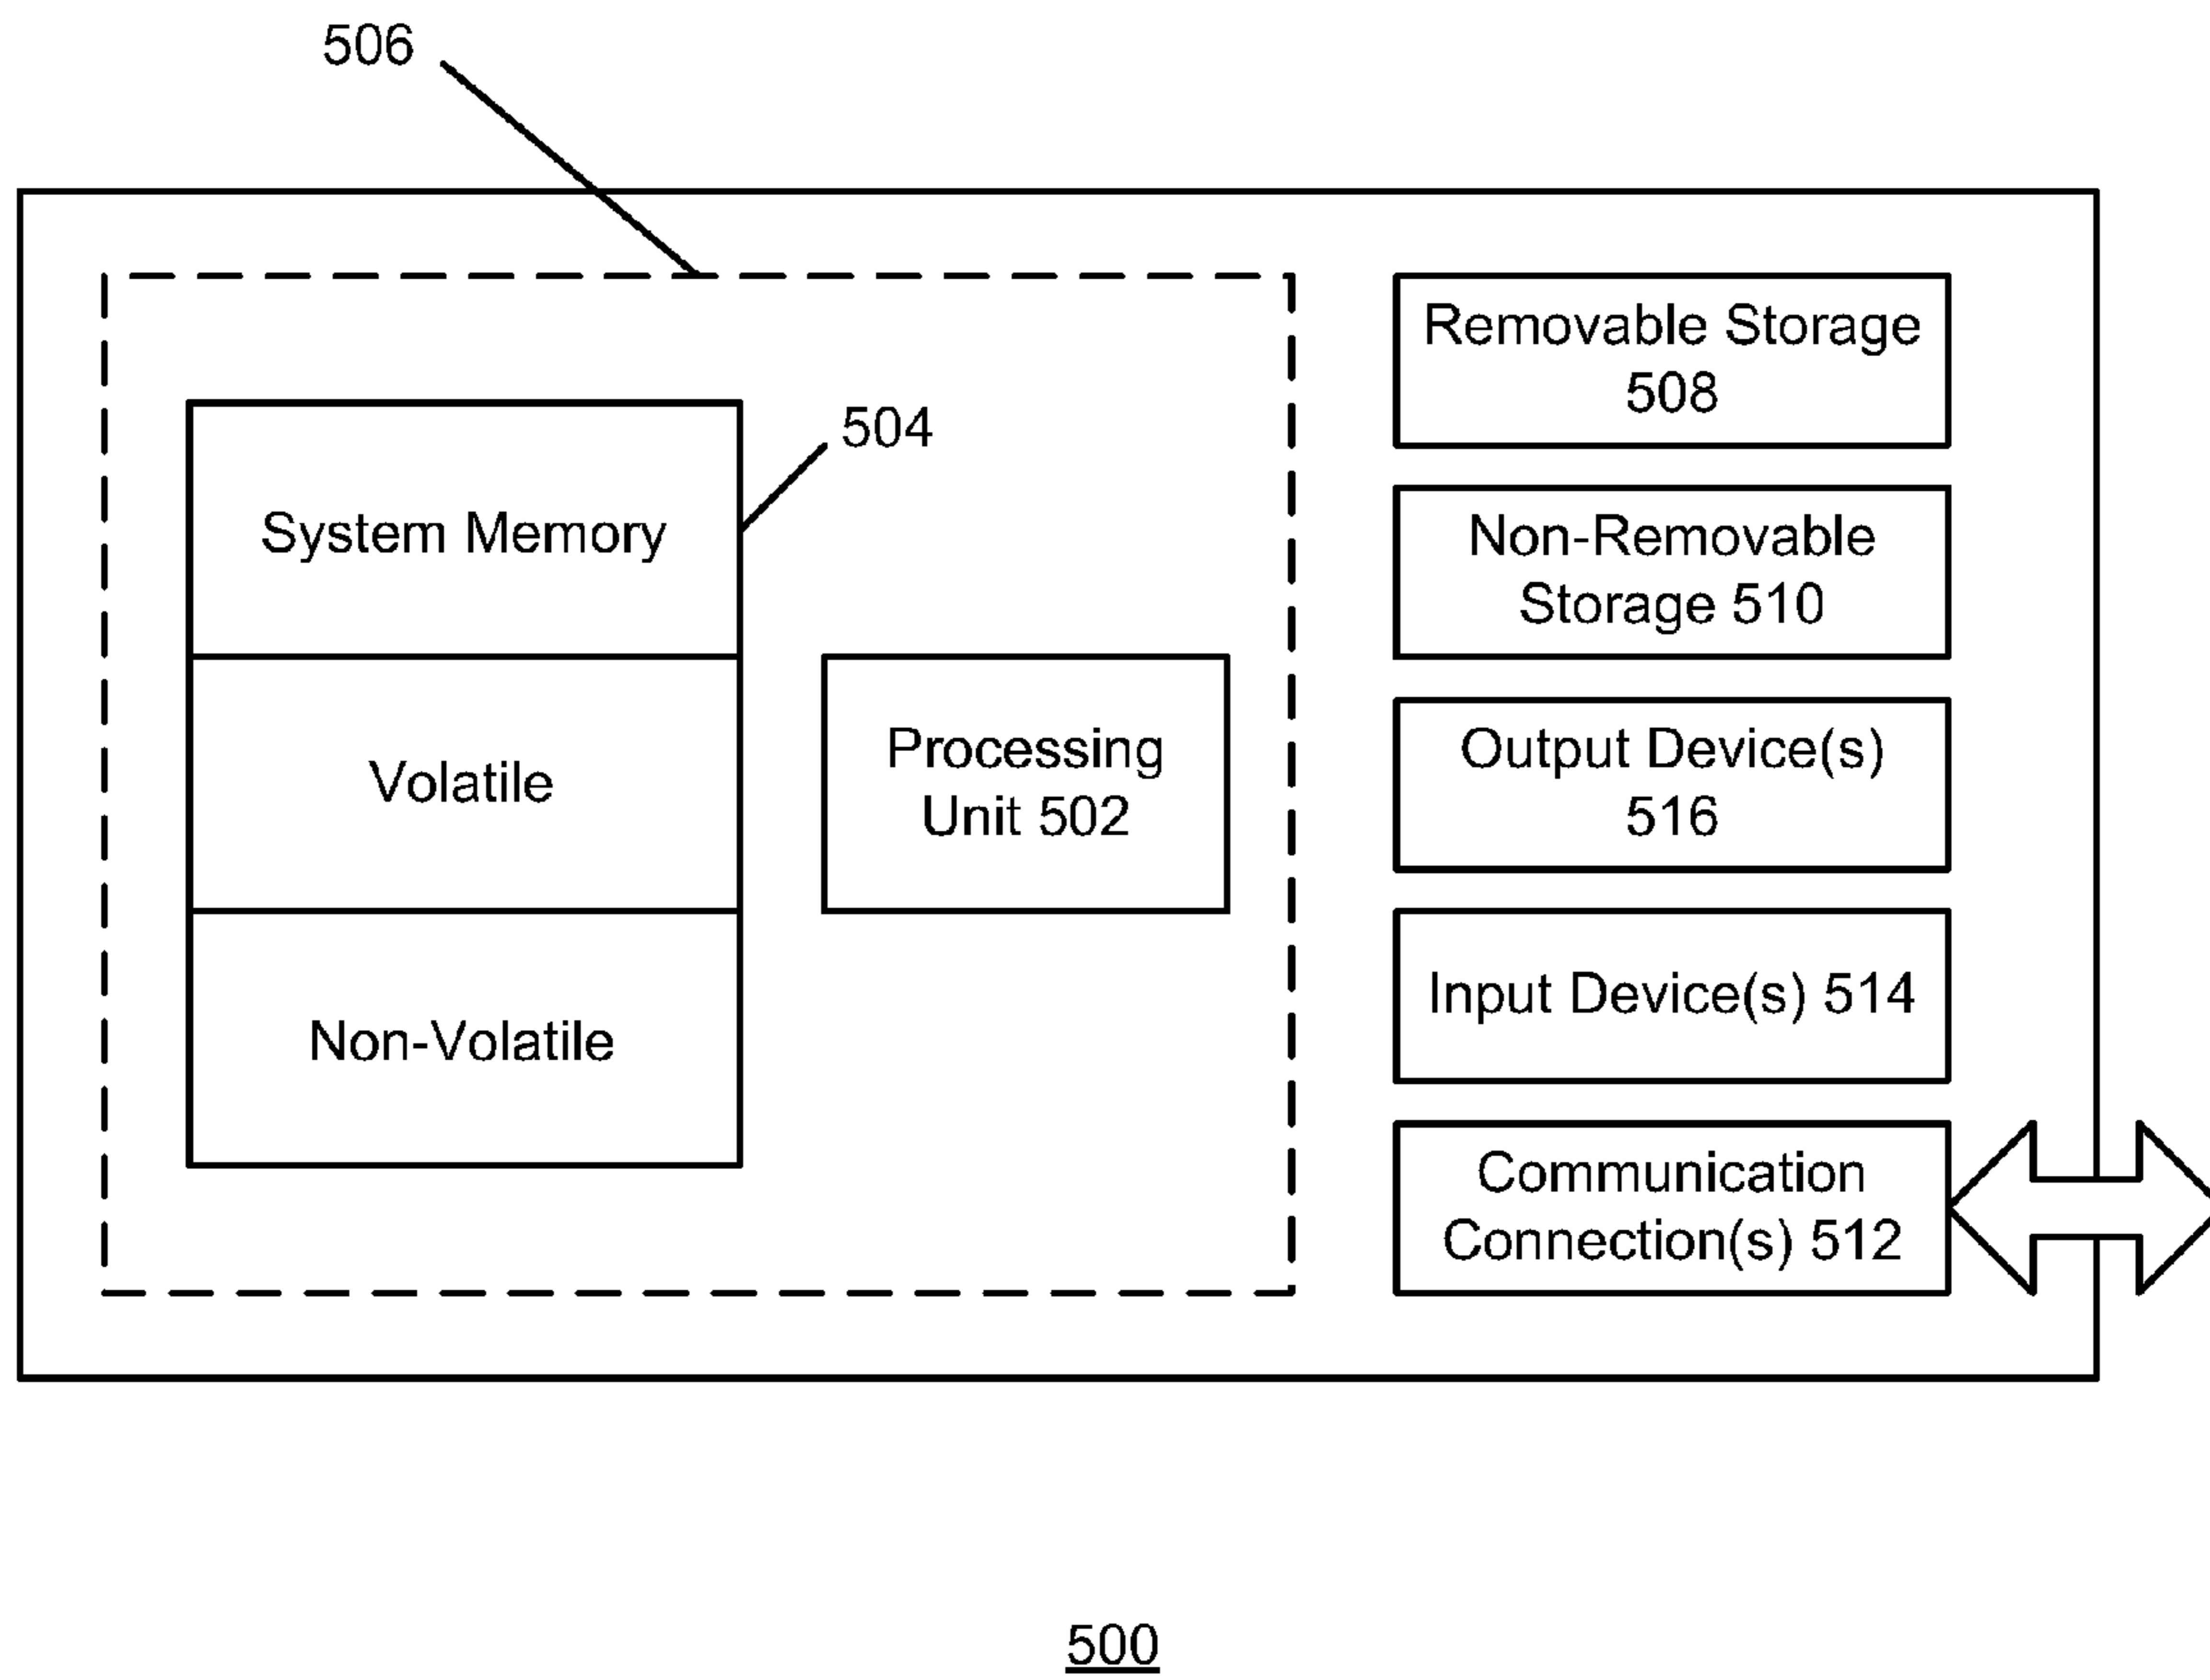 506
504
System Memory
Volatile
Non-Volatile
Processing
Unit 502
Removable Storage
508
Non-Removable
Storage 510
Output Device(s)
516
Input Device(s) 514
Communication
Connection(s) 512
500